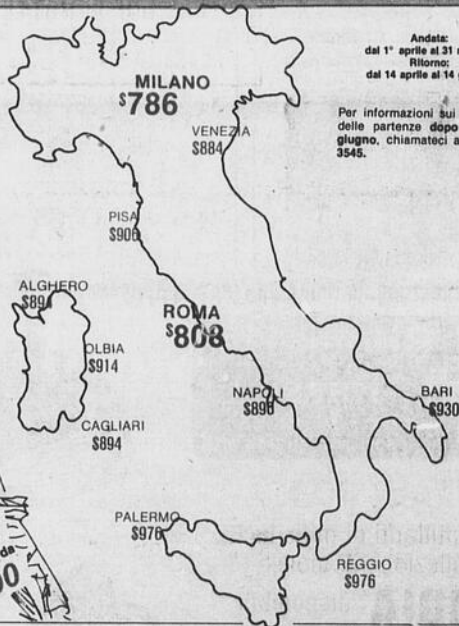 Andata:
dal 1° aprile al 31
Ritorno:
dal 14 aprile al 14
Per informazioni sui
delle partenze dopo
giugno, chiamateci a
3545.
MILANO
$786
VENEZIA
$884
PISA
ALGHERO
$894
ROMA
$808
OLBIA
$914
NAPOLI
BARI
$930
CAGLIARI
$894
PALERMO
$976
REGGIO
$976
da